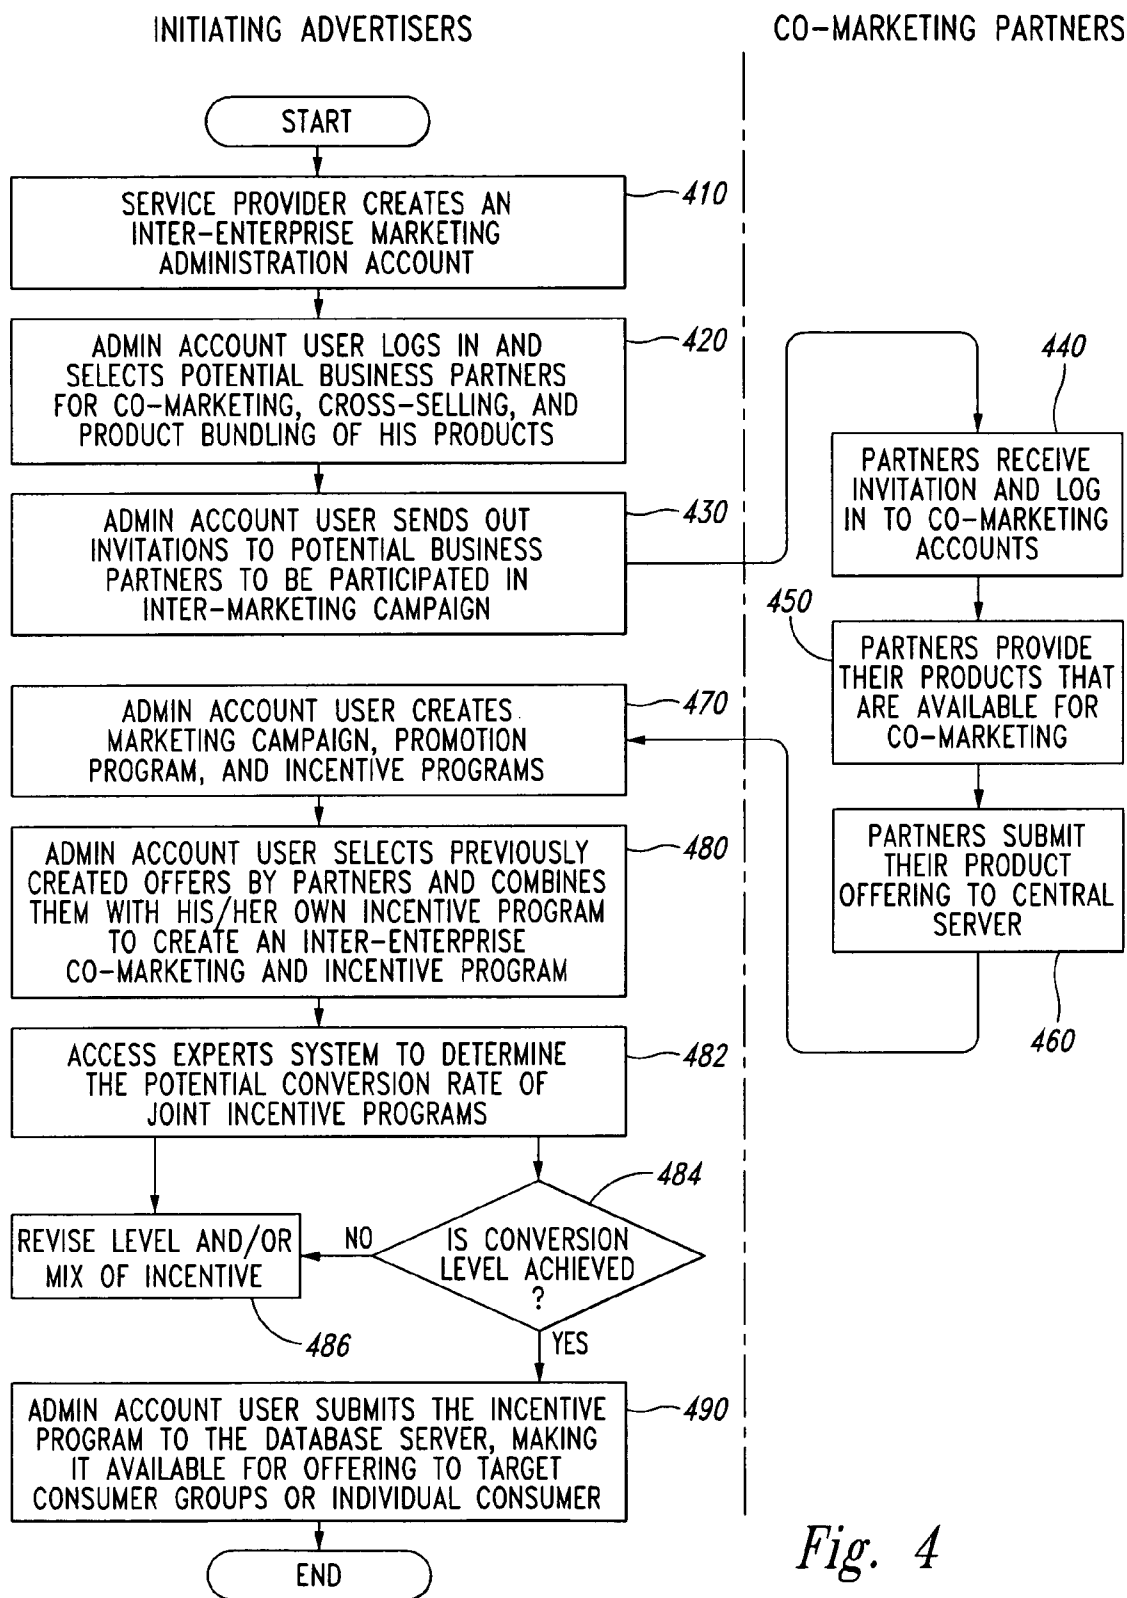 INITIATING ADVERTISERS
CO-MARKETING PARTNERS
START
SERVICE PROVIDER CREATES AN
INTER-ENTERPRISE MARKETING
ADMINISTRATION ACCOUNT
410
ADMIN ACCOUNT USER LOGS IN AND
SELECTS POTENTIAL BUSINESS PARTNERS
FOR CO-MARKETING, CROSS-SELLING, AND
PRODUCT BUNDLING OF HIS PRODUCTS
420
ADMIN ACCOUNT USER SENDS OUT
INVITATIONS TO POTENTIAL BUSINESS
PARTNERS TO BE PARTICIPATED IN
INTER-MARKETING CAMPAIGN
430
440
PARTNERS RECEIVE
INVITATION AND LOG
IN TO CO-MARKETING
ACCOUNTS
450
PARTNERS PROVIDE
THEIR PRODUCTS THAT
ARE AVAILABLE FOR
CO-MARKETING
PARTNERS SUBMIT
THEIR PRODUCT
OFFERING TO CENTRAL
SERVER
460
ADMIN ACCOUNT USER CREATES
MARKETING CAMPAIGN, PROMOTION
PROGRAM, AND INCENTIVE PROGRAMS
470
ADMIN ACCOUNT USER SELECTS PREVIOUSLY
CREATED OFFERS BY PARTNERS AND COMBINES
THEM WITH HIS/HER OWN INCENTIVE PROGRAM
TO CREATE AN INTER-ENTERPRISE
CO-MARKETING AND INCENTIVE PROGRAM
480
ACCESS EXPERTS SYSTEM TO DETERMINE
THE POTENTIAL CONVERSION RATE OF
JOINT INCENTIVE PROGRAMS
482
484
IS CONVERSION
LEVEL ACHIEVED
?
NO
REVISE LEVEL AND/OR
MIX OF INCENTIVE
486
YES
ADMIN ACCOUNT USER SUBMITS THE INCENTIVE
PROGRAM TO THE DATABASE SERVER, MAKING
IT AVAILABLE FOR OFFERING TO TARGET
CONSUMER GROUPS OR INDIVIDUAL CONSUMER
490
END
Fig. 4